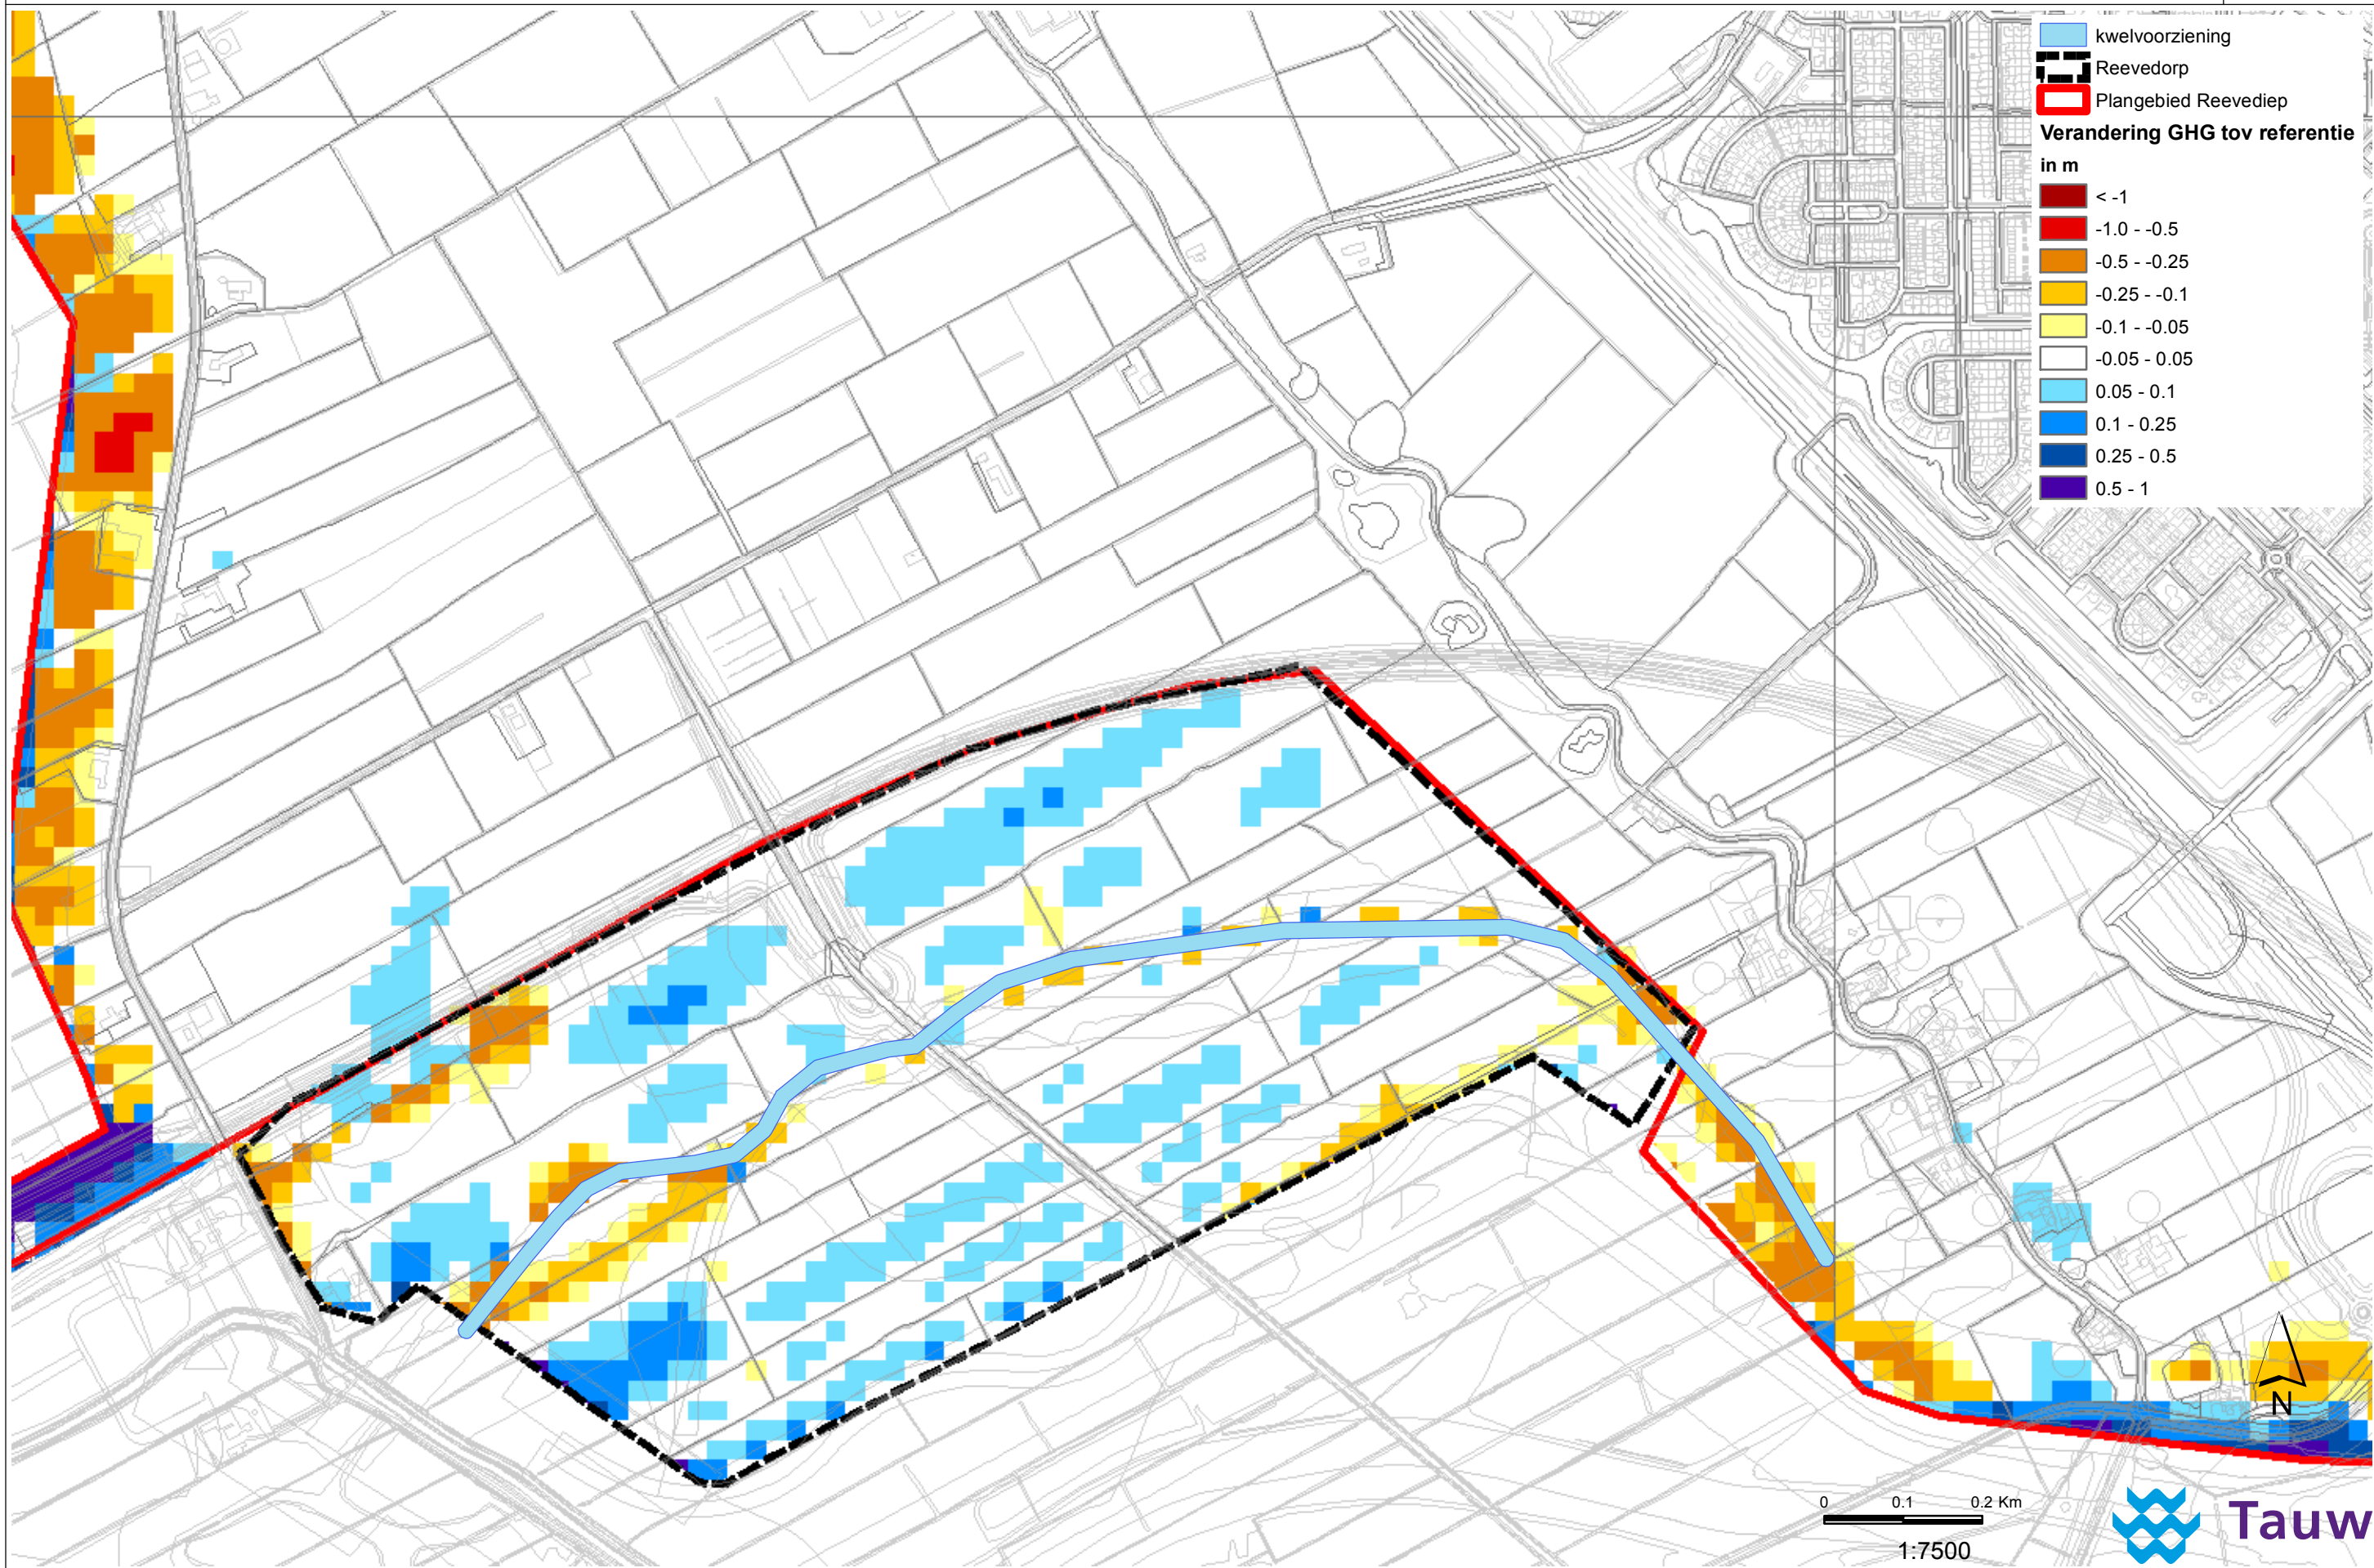 kwelvoorziening
Reevedorp
Plangebied Reevediep
Verandering GHG tov referentie
in m
< -1
-1.0 - -0.5
-0.5 - -0.25
-0.25 - -0.1
-0.1 - -0.05
-0.05 - 0.05
0.05 - 0.1
0.1 - 0.25
0.25 - 0.5
0.5 - 1
N
0 0.1 0.2 Km
1:7500
Tauw